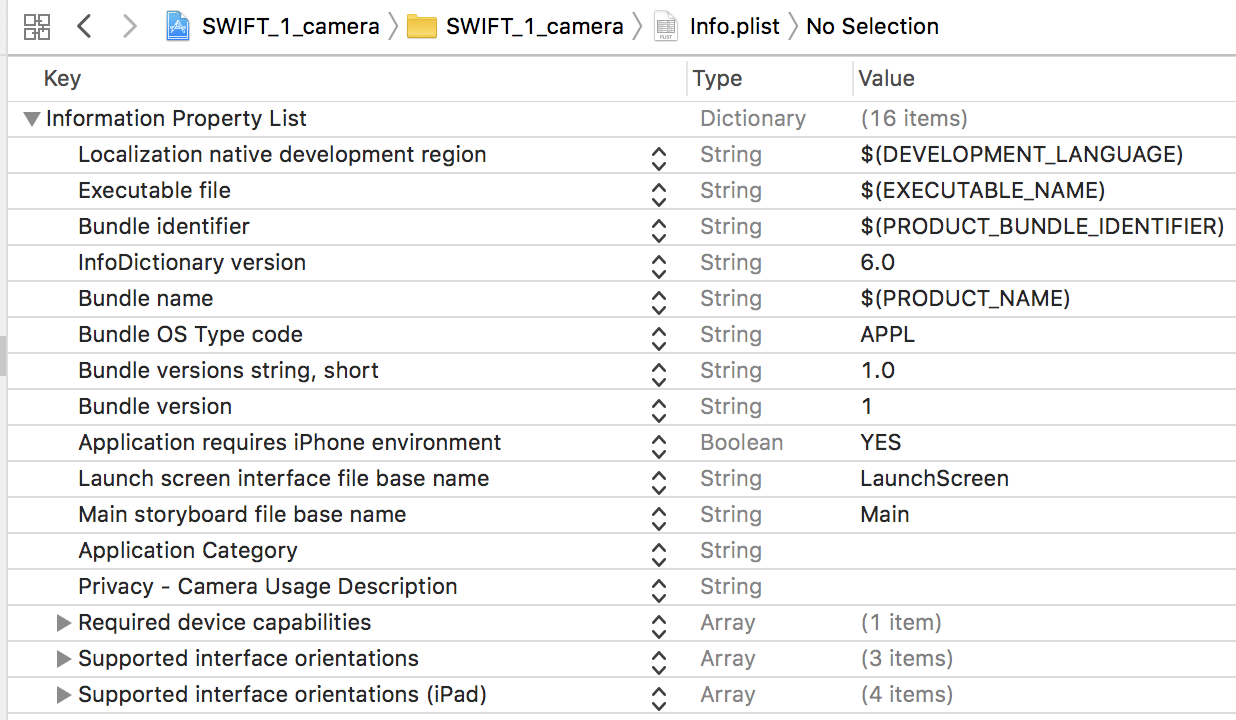 SWIFT_1_camera SWIFT_1_camera Info.plist No Selection
Key Type Value
Information Property List Dictionary (16 items)
Localization native development region String $(DEVELOPMENT_LANGUAGE)
Executable file String $(EXECUTABLE_NAME)
Bundle identifier String $(PRODUCT_BUNDLE_IDENTIFIER)
InfoDictionary version String 6.0
Bundle name String $(PRODUCT_NAME)
Bundle OS Type code String APPL
Bundle versions string, short String 1.0
Bundle version String 1
Application requires iPhone environment Boolean YES
Launch screen interface file base name String LaunchScreen
Main storyboard file base name String Main
Application Category String
Privacy - Camera Usage Description String
Required device capabilities Array (1 item)
Supported interface orientations Array (3 items)
Supported interface orientations (iPad) Array (4 items)